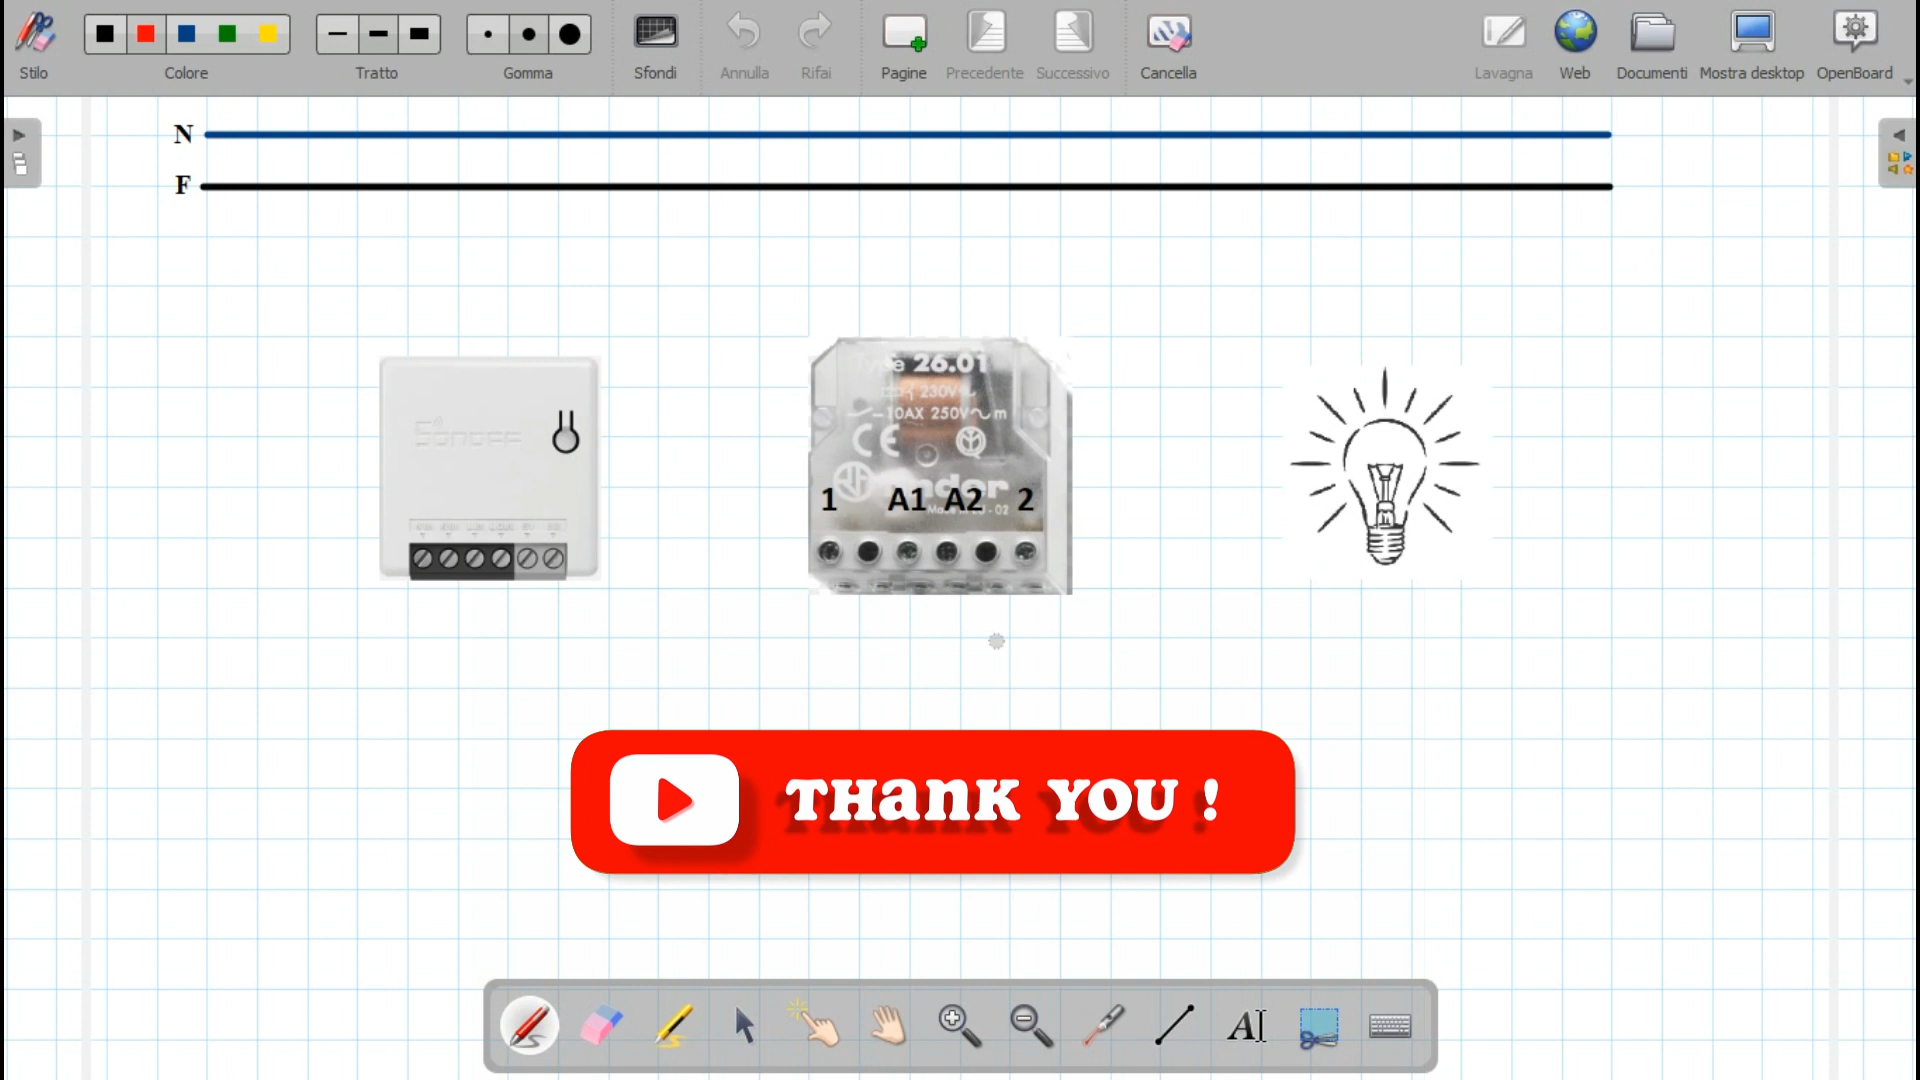 Stilo
Colore
Tratto
Gomma
Sfondi
Annulla
Rifai
Pagine
Precedente
Successivo
Cancella
Lavagna
Web
Documenti
Mostra desktop
OpenBoard
N
F
SONOFF
26.01
230V~
10AX 250V~ m
CE
1 A1 A2 2
THANK YOU !